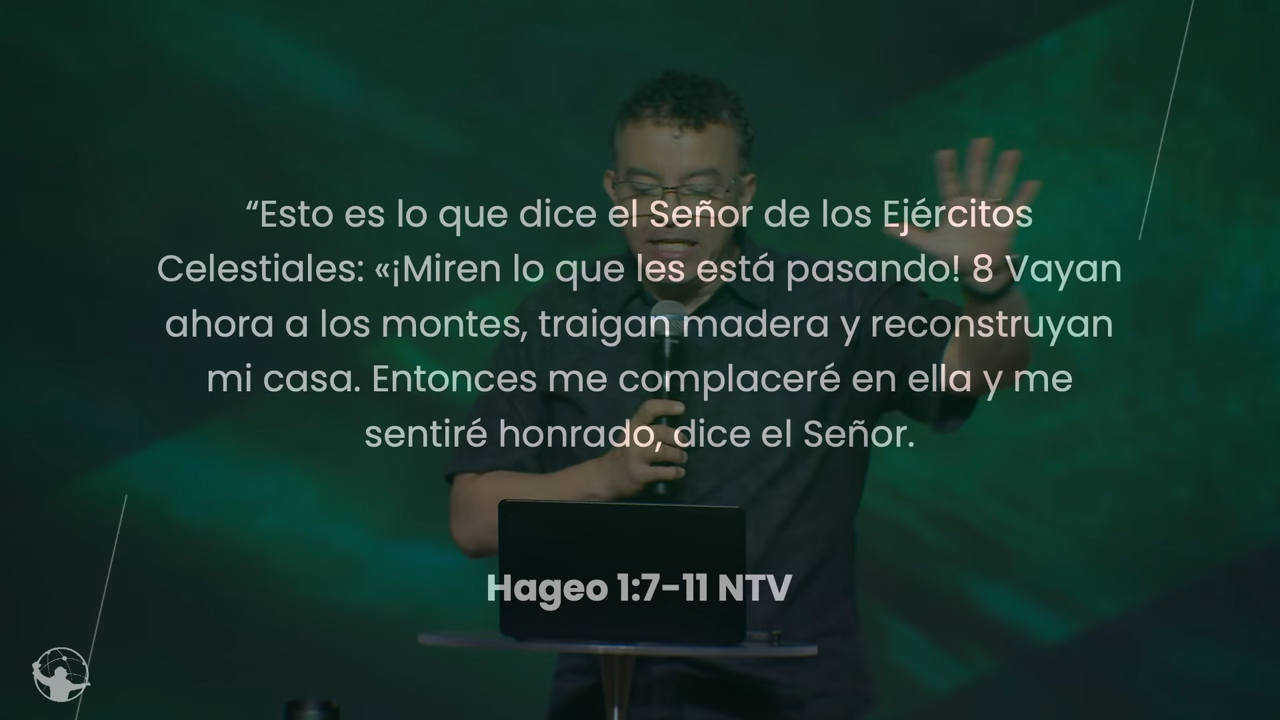 “Esto es lo que dice el Señor de los Ejércitos
Celestiales: «¡Miren lo que les está pasando! 8 Vayan
ahora a los montes, traigan madera y reconstruyan
mi casa. Entonces me complaceré en ella y me
sentiré honrado, dice el Señor.
Hageo 1:7-11 NTV